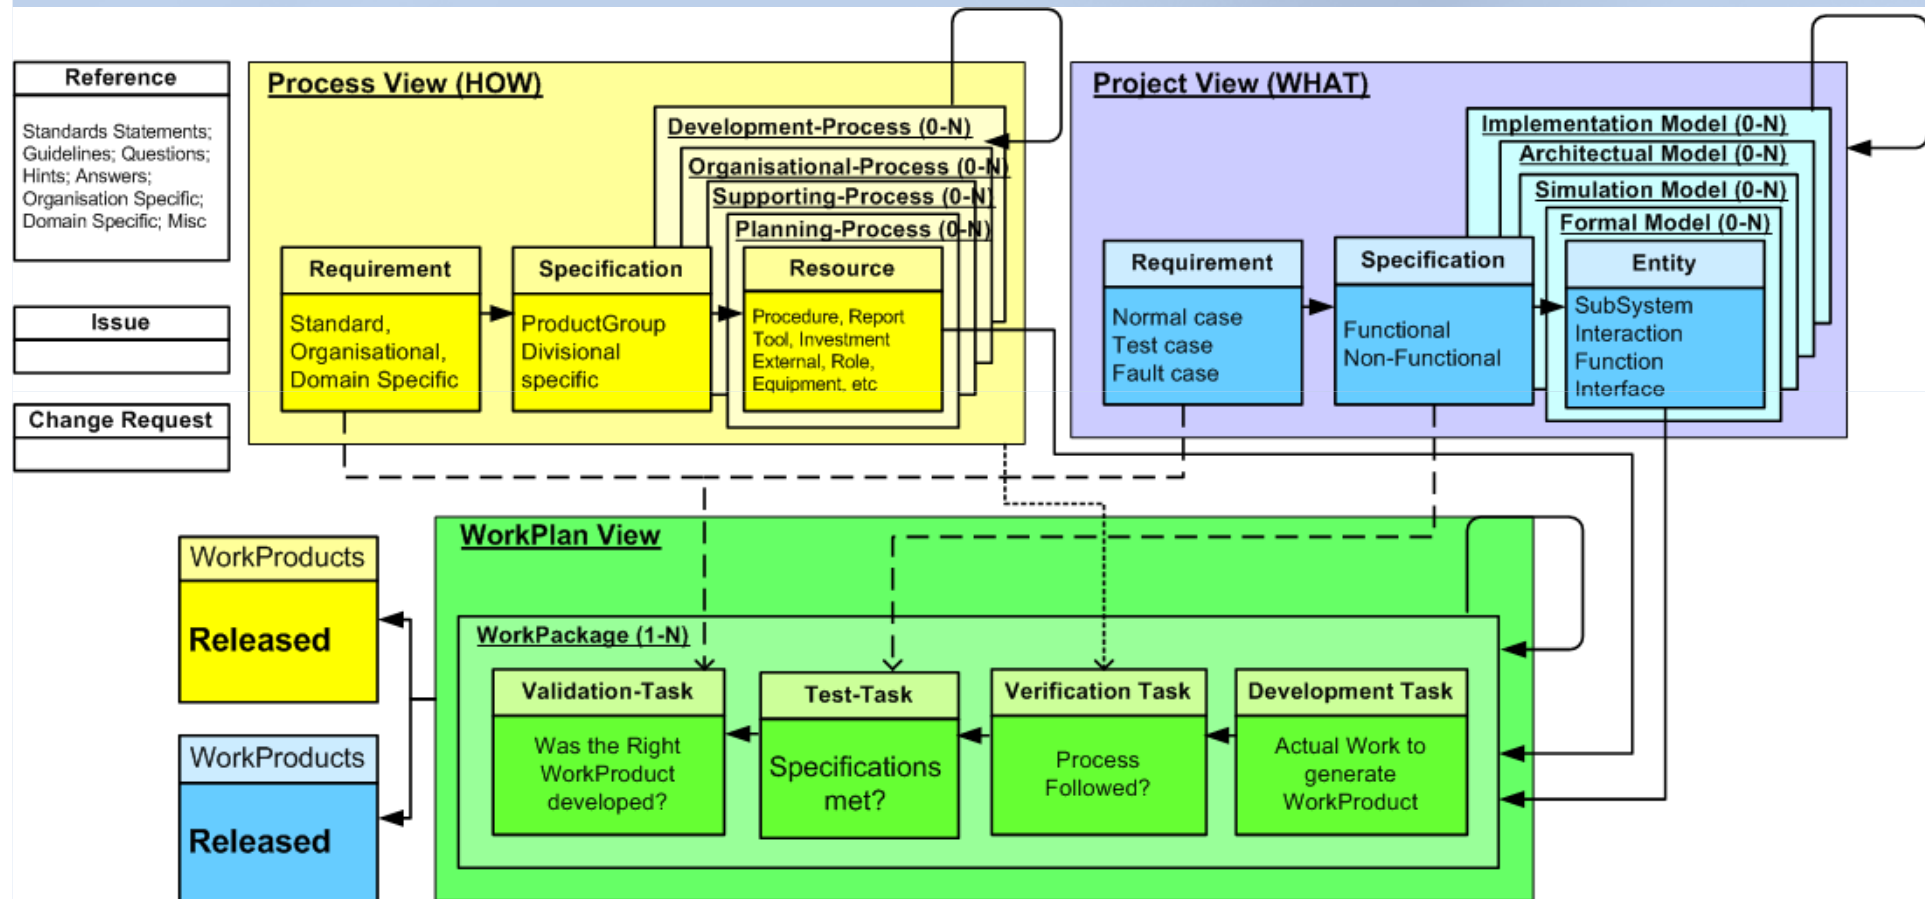 Reference
Standards Statements;
Guidelines; Questions;
Hints; Answers;
Organisation Specific;
Domain Specific; Misc
Issue
Change Request
Process View (HOW)
Development-Process (0-N)
Organisational-Process (0-N)
Supporting-Process (0-N)
Planning-Process (0-N)
Requirement
Standard,
Organisational,
Domain Specific
Specification
ProductGroup
Divisional
specific
Resource
Procedure, Report
Tool, Investment
External, Role,
Equipment, etc
Project View (WHAT)
Implementation Model (0-N)
Architectual Model (0-N)
Simulation Model (0-N)
Formal Model (0-N)
Requirement
Normal case
Test case
Fault case
Specification
Functional
Non-Functional
Entity
SubSystem
Interaction
Function
Interface
WorkProducts
Released
WorkProducts
Released
WorkPlan View
WorkPackage (1-N)
Validation-Task
Was the Right
WorkProduct
developed?
Test-Task
Specifications
met?
Verification Task
Process
Followed?
Development Task
Actual Work to
generate
WorkProduct